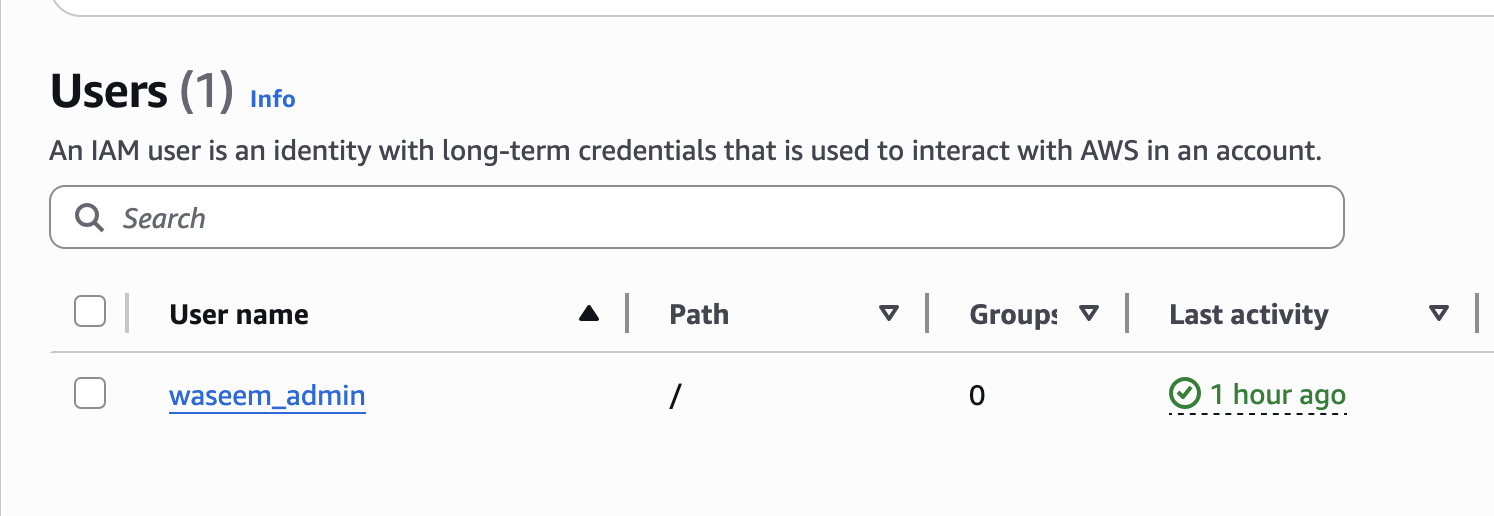 Users (1) Info
An IAM user is an identity with long-term credentials that is used to interact with AWS in an account.
Search
User name Path Groups Last activity
waseem_admin / 0 1 hour ago